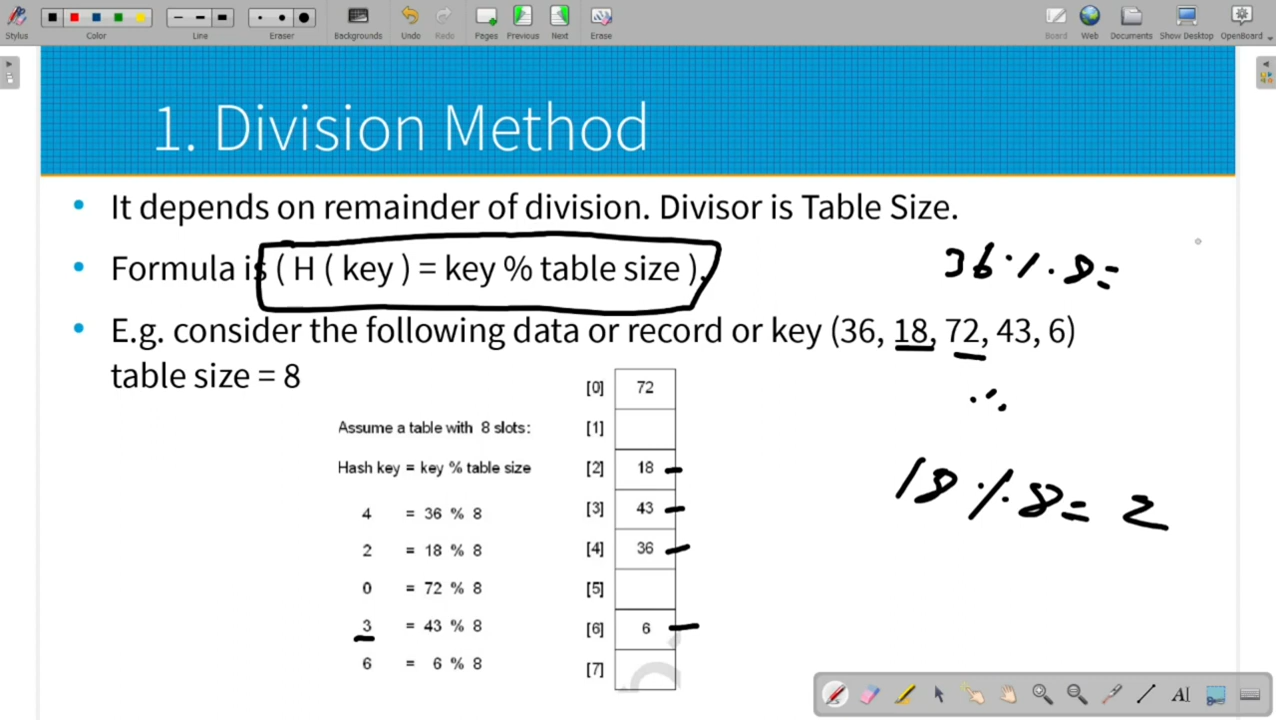 Stylus Color Line Eraser Backgrounds Undo Redo Pages Previous Next Erase Board Web Documents Show Desktop OpenBoard
1. Division Method
• It depends on remainder of division. Divisor is Table Size.
• Formula is ( H ( key ) = key % table size ).
36 % 8 =
• E.g. consider the following data or record or key (36, 18, 72, 43, 6)
table size = 8
∴
Assume a table with 8 slots:
Hash key = key % table size
4 = 36 % 8
2 = 18 % 8
0 = 72 % 8
3 = 43 % 8
6 = 6 % 8
[0] 72
[1]
[2] 18
[3] 43
[4] 36
[5]
[6] 6
[7]
18 % 8 = 2
AI